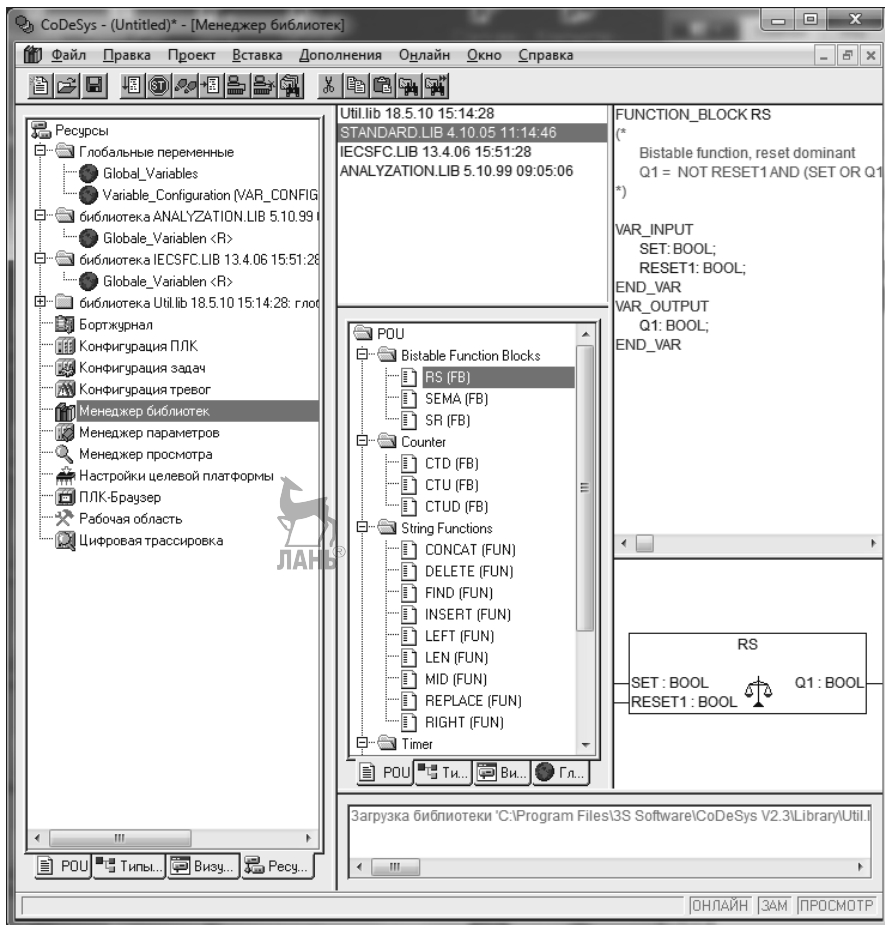 CoDeSys - (Untitled)* - [Менеджер библиотек]
Файл Правка Проект Вставка Дополнения Онлайн Окно Справка
Ресурсы
Глобальные переменные
Global_Variables
Variable_Configuration (VAR_CONFIG
библиотека ANALYZATION.LIB 5.10.99
Globale_Variablen <R>
библиотека IECSFC.LIB 13.4.06 15:51:28
Globale_Variablen <R>
библиотека Util.lib 18.5.10 15:14:28: глоб
Бортжурнал
Конфигурация ПЛК
Конфигурация задач
Конфигурация тревог
Менеджер библиотек
Менеджер параметров
Менеджер просмотра
Настройки целевой платформы
ПЛК-Браузер
Рабочая область
Цифровая трассировка
ЛАНЬ®
POU Типы... Визу... Ресу...
Util.lib 18.5.10 15:14:28
STANDARD.LIB 4.10.05 11:14:46
IECSFC.LIB 13.4.06 15:51:28
ANALYZATION.LIB 5.10.99 09:05:06
POU
Bistable Function Blocks
RS (FB)
SEMA (FB)
SR (FB)
Counter
CTD (FB)
CTU (FB)
CTUD (FB)
String Functions
CONCAT (FUN)
DELETE (FUN)
FIND (FUN)
INSERT (FUN)
LEFT (FUN)
LEN (FUN)
MID (FUN)
REPLACE (FUN)
RIGHT (FUN)
Timer
POU Ти... Ви... Гл...
FUNCTION_BLOCK RS
(*
Bistable function, reset dominant
Q1 = NOT RESET1 AND (SET OR Q1
*)
VAR_INPUT
SET: BOOL;
RESET1: BOOL;
END_VAR
VAR_OUTPUT
Q1: BOOL;
END_VAR
RS
SET : BOOL Q1 : BOOL
RESET1 : BOOL
Загрузка библиотеки 'C:\Program Files\3S Software\CoDeSys V2.3\Library\Util.l
ОНЛАЙН ЗАМ ПРОСМОТР